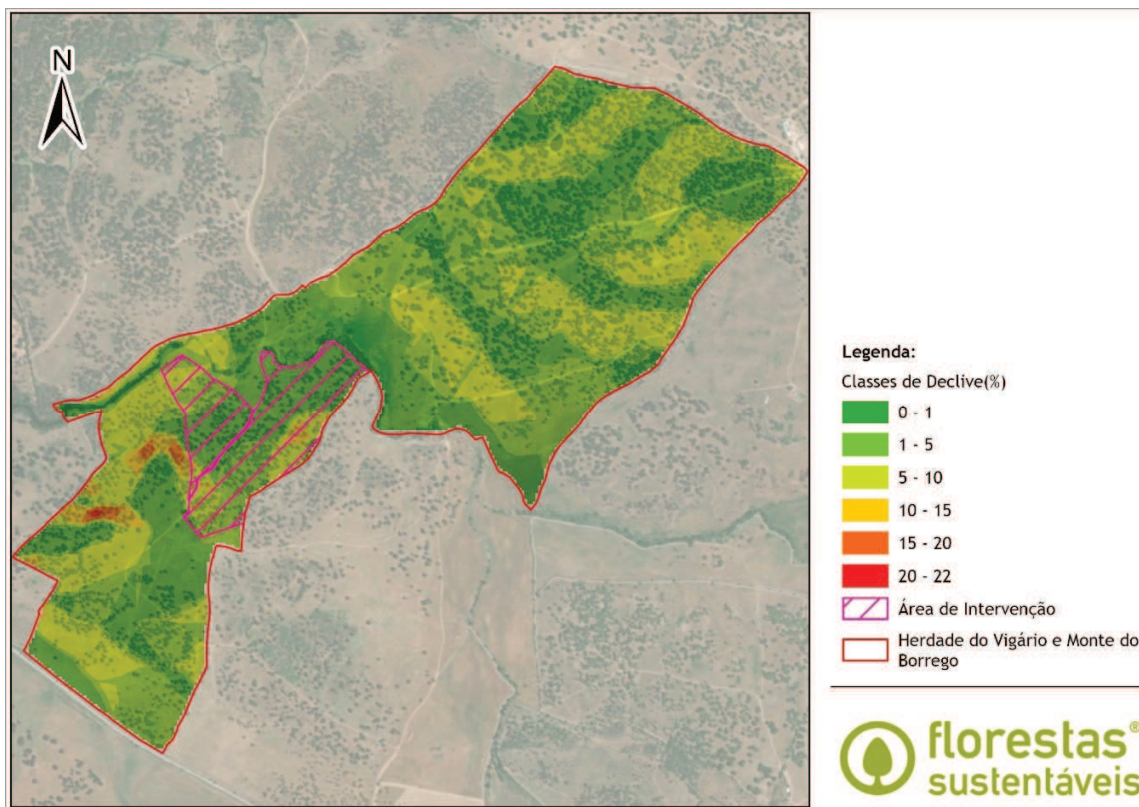 N
Legenda:
Classes de Declive(%)
0 - 1
1 - 5
5 - 10
10 - 15
15 - 20
20 - 22
Área de Intervenção
Herdade do Vigário e Monte do
Borrego
florestas®
sustentáveis